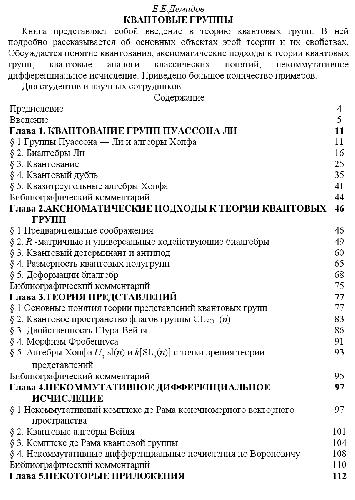 Е.Е.Демидов
КВАНТОВЫЕ ГРУППЫ
Книга представляет собой введение в теорию квантовых групп. В ней
подробно рассказывается об основных объектах этой теории и их свойствах.
Обсуждаются понятие квантования, аксиоматические подходы к теории квантовых
групп, квантовые аналоги классических понятий, некоммутативное
дифференциальное исчисление. Приведено большое количество примеров.
Для студентов и научных сотрудников.
Содержание
Предисловие 4
Введение 5
Глава 1. КВАНТОВАНИЕ ГРУПП ПУАССОНА ЛИ 11
§ 1 Группы Пуассона — Ли и алгебры Хопфа 11
§ 2. Биалгебры Ли 16
§ 3. Квантование 25
§ 4. Квантовый дубль 35
§ 5. Квазитреугольные алгебры Хопфа 41
Библиографический комментарий 44
Глава 2.АКСИОМАТИЧЕСКИЕ ПОДХОДЫ К ТЕОРИИ КВАНТОВЫХ 46
ГРУПП
§ 1 Предварительные соображения 46
§ 2. R -матричные и универсальные кодействующие биалгебры 49
§ 3. Квантовый детерминант и антипод 60
§ 4. Размерность квантовых полугрупп 65
§ 5. Деформации биалгебр 68
Библиографический комментарий 75
Глава 3.ТЕОРИЯ ПРЕДСТАВЛЕНИЙ 77
§ 1 Основные понятия теории представлений квантовых групп 77
§ 2. Квантовое пространство флагов группы (n) 83
§ 3. Двойственность Шура-Вейля 86
§ 4. Морфизм Фробениуса 91
§ 5. Алгебры Хопфа sl(n) и k[SL (n)] с точки зрения теории 93
представлений
Библиографический комментарий 95
Глава 4.НЕКОММУТАТИВНОЕ ДИФФЕРЕНЦИАЛЬНОЕ 97
ИСЧИСЛЕНИЕ
§ 1 Некоммутативный комплекс де Рама конечномерного векторного 97
пространства
§ 2. Квантовые алгебры Вейля 101
§ 3. Комплекс де Рама квантовой группы 104
§ 4. Некоммутативные дифференциальные исчисления по Вороновичу 108
Библиографический комментарий 110
Глава 5.НЕКОТОРЫЕ ПРИЛОЖЕНИЯ 112